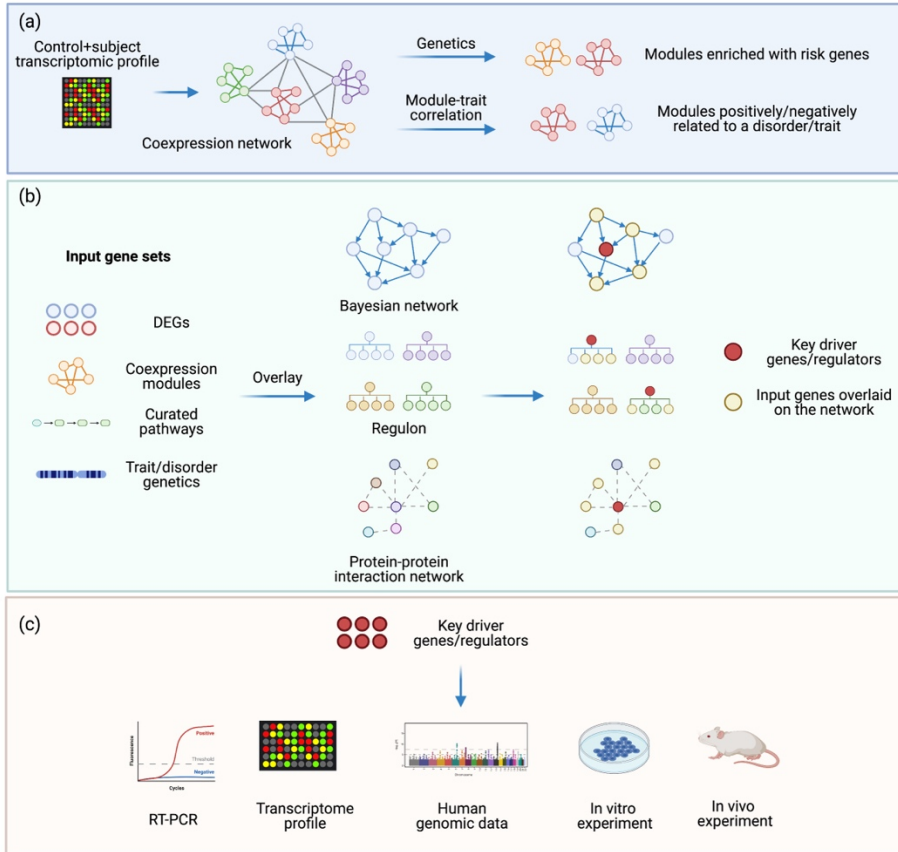 (a)
Control+subject
transcriptomic profile
Coexpression network
Genetics
Module-trait
correlation
Modules enriched with risk genes
Modules positively/negatively
related to a disorder/trait
(b)
Input gene sets
DEGs
Coexpression
modules
Curated
pathways
Trait/disorder
genetics
Overlay
Bayesian network
Regulon
Protein-protein
interaction network
Key driver
genes/regulators
Input genes overlaid
on the network
(c)
Key driver
genes/regulators
Fluorescence
Positive
Threshold
Negative
Cycles
RT-PCR
Transcriptome
profile
Human
genomic data
In vitro
experiment
In vivo
experiment